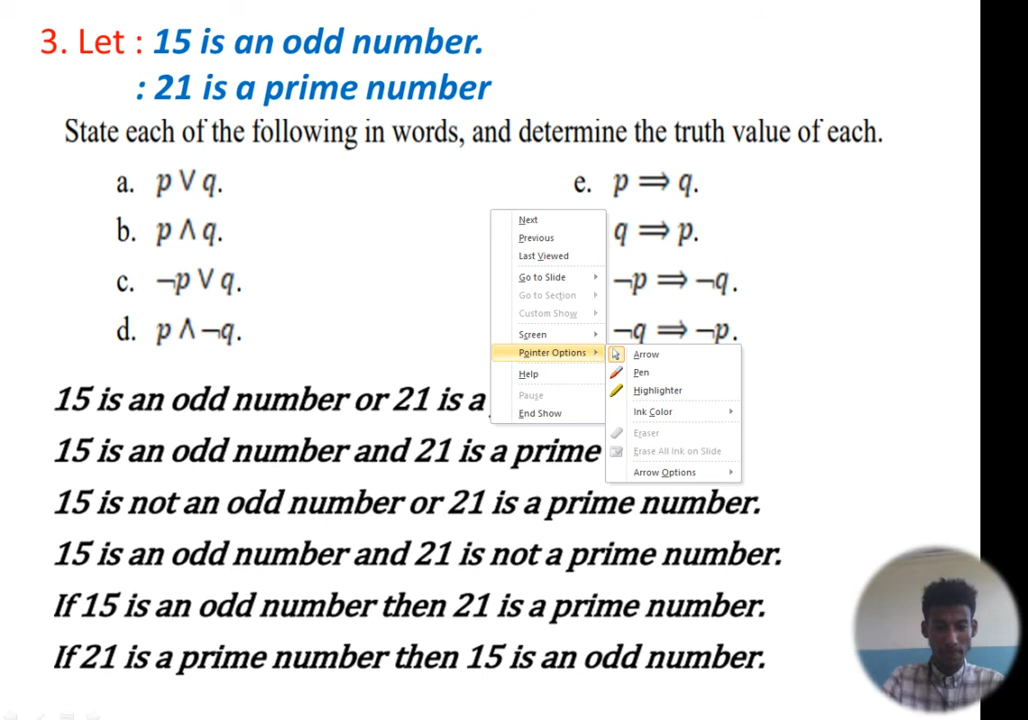 3. Let : 15 is an odd number.
: 21 is a prime number
State each of the following in words, and determine the truth value of each.
a. p ∨ q.
b. p ∧ q.
c. ¬p ∨ q.
d. p ∧ ¬q.
e. p ⟹ q.
q ⟹ p.
¬p ⟹ ¬q.
¬q ⟹ ¬p.
Next
Previous
Last Viewed
Go to Slide
Go to Section
Custom Show
Screen
Pointer Options
Help
Pause
End Show
Arrow
Pen
Highlighter
Ink Color
Eraser
Erase All Ink on Slide
Arrow Options
15 is an odd number or 21 is a
15 is an odd number and 21 is a prime
15 is not an odd number or 21 is a prime number.
15 is an odd number and 21 is not a prime number.
If 15 is an odd number then 21 is a prime number.
If 21 is a prime number then 15 is an odd number.